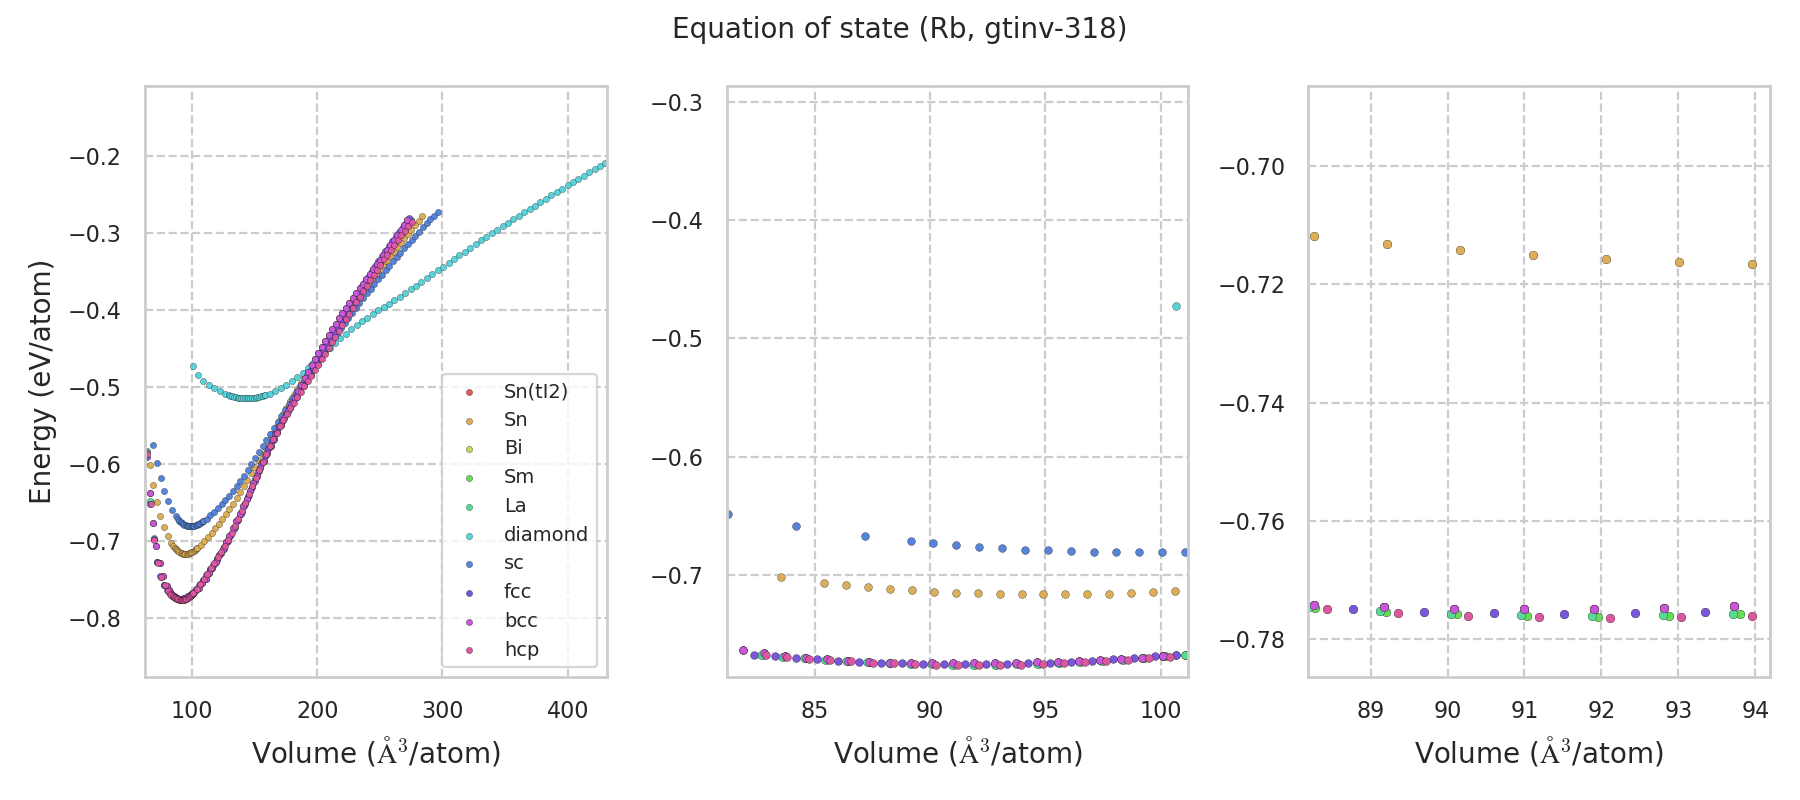 Equation of state (Rb, gtinv-318)
Energy (eV/atom)
−0.2
−0.3
−0.4
−0.5
−0.6
−0.7
−0.8
100
200
300
400
Volume (Å³/atom)
Sn(tI2)
Sn
Bi
Sm
La
diamond
sc
fcc
bcc
hcp
−0.3
−0.4
−0.5
−0.6
−0.7
85
90
95
100
Volume (Å³/atom)
−0.70
−0.72
−0.74
−0.76
−0.78
89
90
91
92
93
94
Volume (Å³/atom)